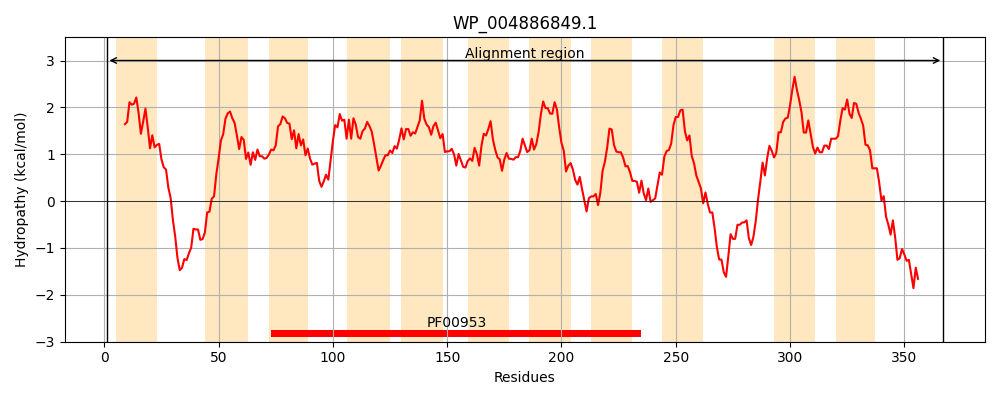 WP_004886849.1
Alignment region
Hydropathy (kcal/mol)
3
2
1
0
−1
−2
−3
PF00953
0 50 100 150 200 250 300 350
Residues